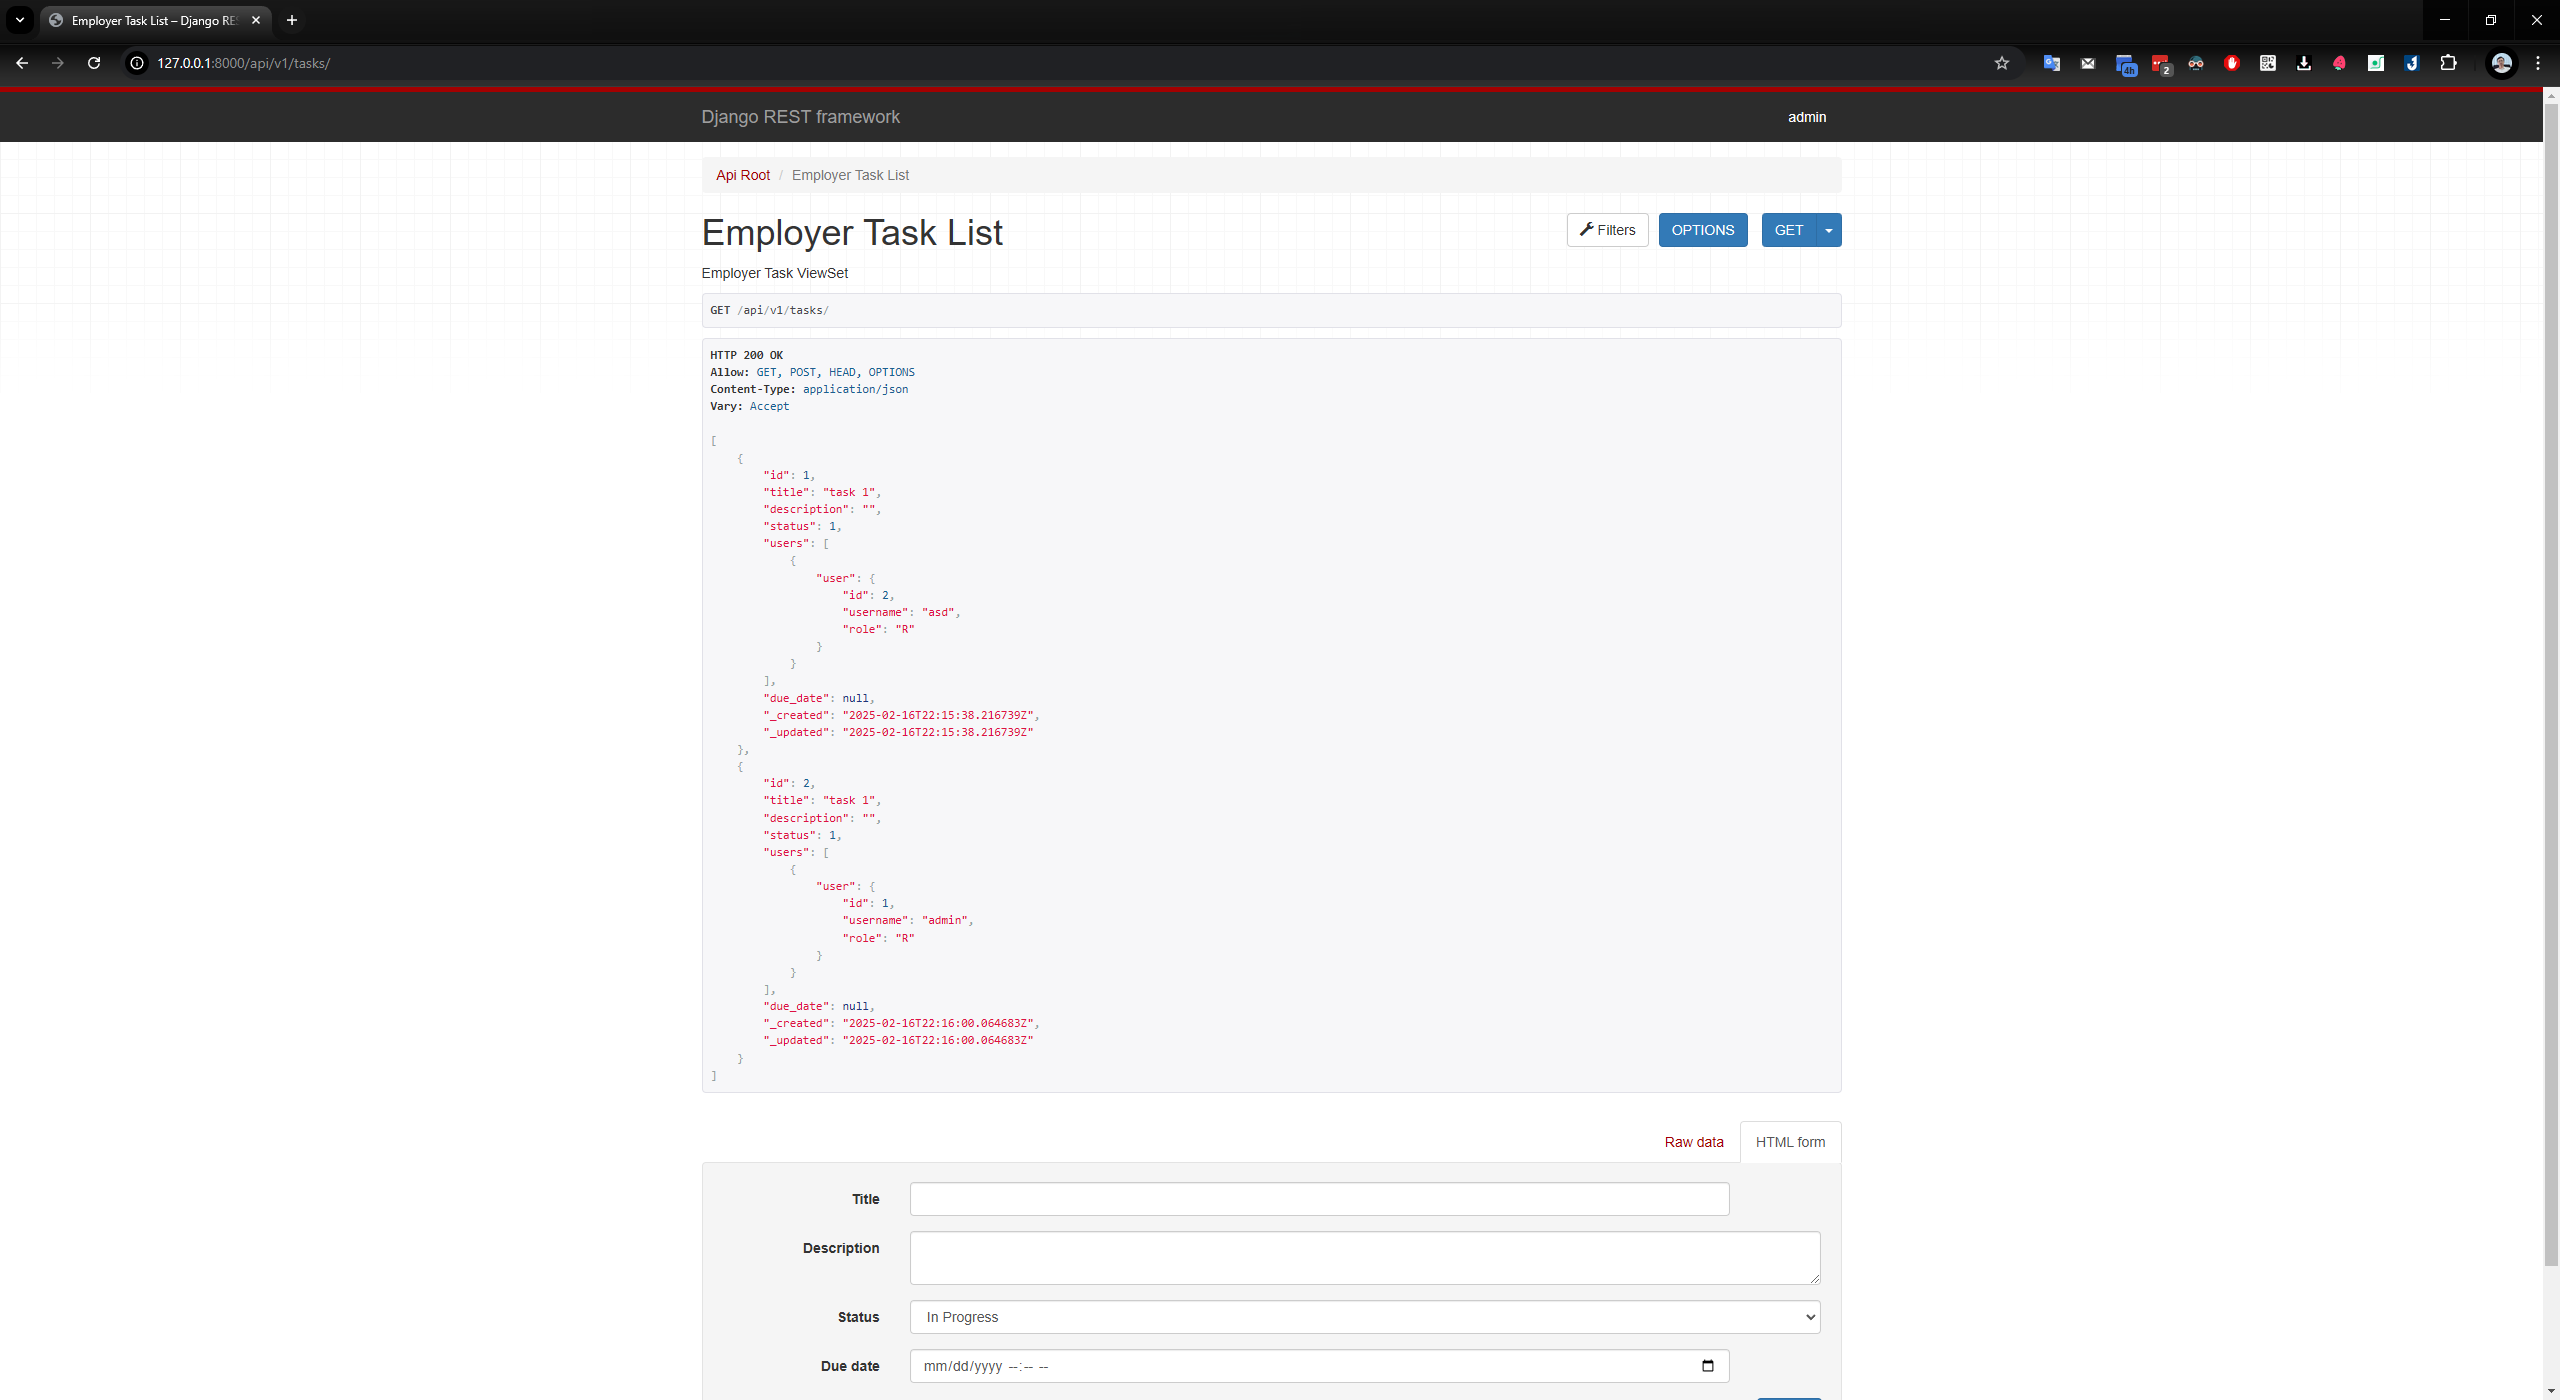 Employer Task List – Django RE
127.0.0.1:8000/api/v1/tasks/
4h
2
Django REST framework
admin
Api Root / Employer Task List
Employer Task List
Filters
OPTIONS
GET
Employer Task ViewSet
GET /api/v1/tasks/
HTTP 200 OK
Allow: GET, POST, HEAD, OPTIONS
Content-Type: application/json
Vary: Accept
[
    {
        "id": 1,
        "title": "task 1",
        "description": "",
        "status": 1,
        "users": [
            {
                "user": {
                    "id": 2,
                    "username": "asd",
                    "role": "R"
                }
            }
        ],
        "due_date": null,
        "_created": "2025-02-16T22:15:38.216739Z",
        "_updated": "2025-02-16T22:15:38.216739Z"
    },
    {
        "id": 2,
        "title": "task 1",
        "description": "",
        "status": 1,
        "users": [
            {
                "user": {
                    "id": 1,
                    "username": "admin",
                    "role": "R"
                }
            }
        ],
        "due_date": null,
        "_created": "2025-02-16T22:16:00.064683Z",
        "_updated": "2025-02-16T22:16:00.064683Z"
    }
]
Raw data
HTML form
Title
Description
Status
In Progress
Due date
mm/dd/yyyy --:-- --